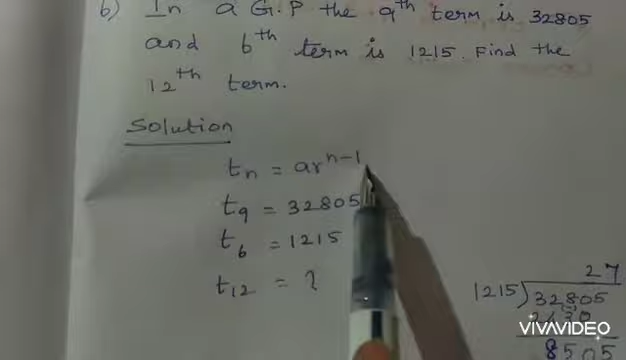 b) In a G.P the 9th term is 32805
and 6th term is 1215. Find the
12th term.
Solution
tn = ar^n-1
t9 = 32805
t6 = 1215
t12 = ?
27
1215)32805
2430
8505
VIVAVIDEO